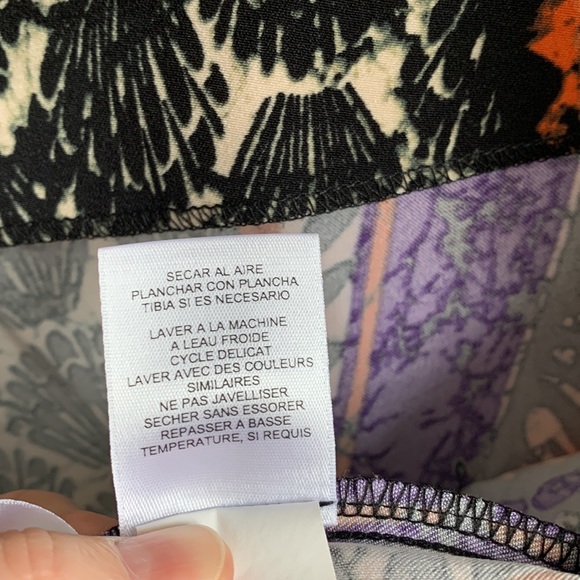 SECAR AL AIRE
PLANCHAR CON PLANCHA
TIBIA SI ES NECESARIO
LAVER A LA MACHINE
A LEAU FROIDE
CYCLE DELICAT
LAVER AVEC DES COULEURS
SIMILAIRES
NE PAS JAVELLISER
SECHER SANS ESSORER
REPASSER A BASSE
TEMPERATURE, SI REQUIS